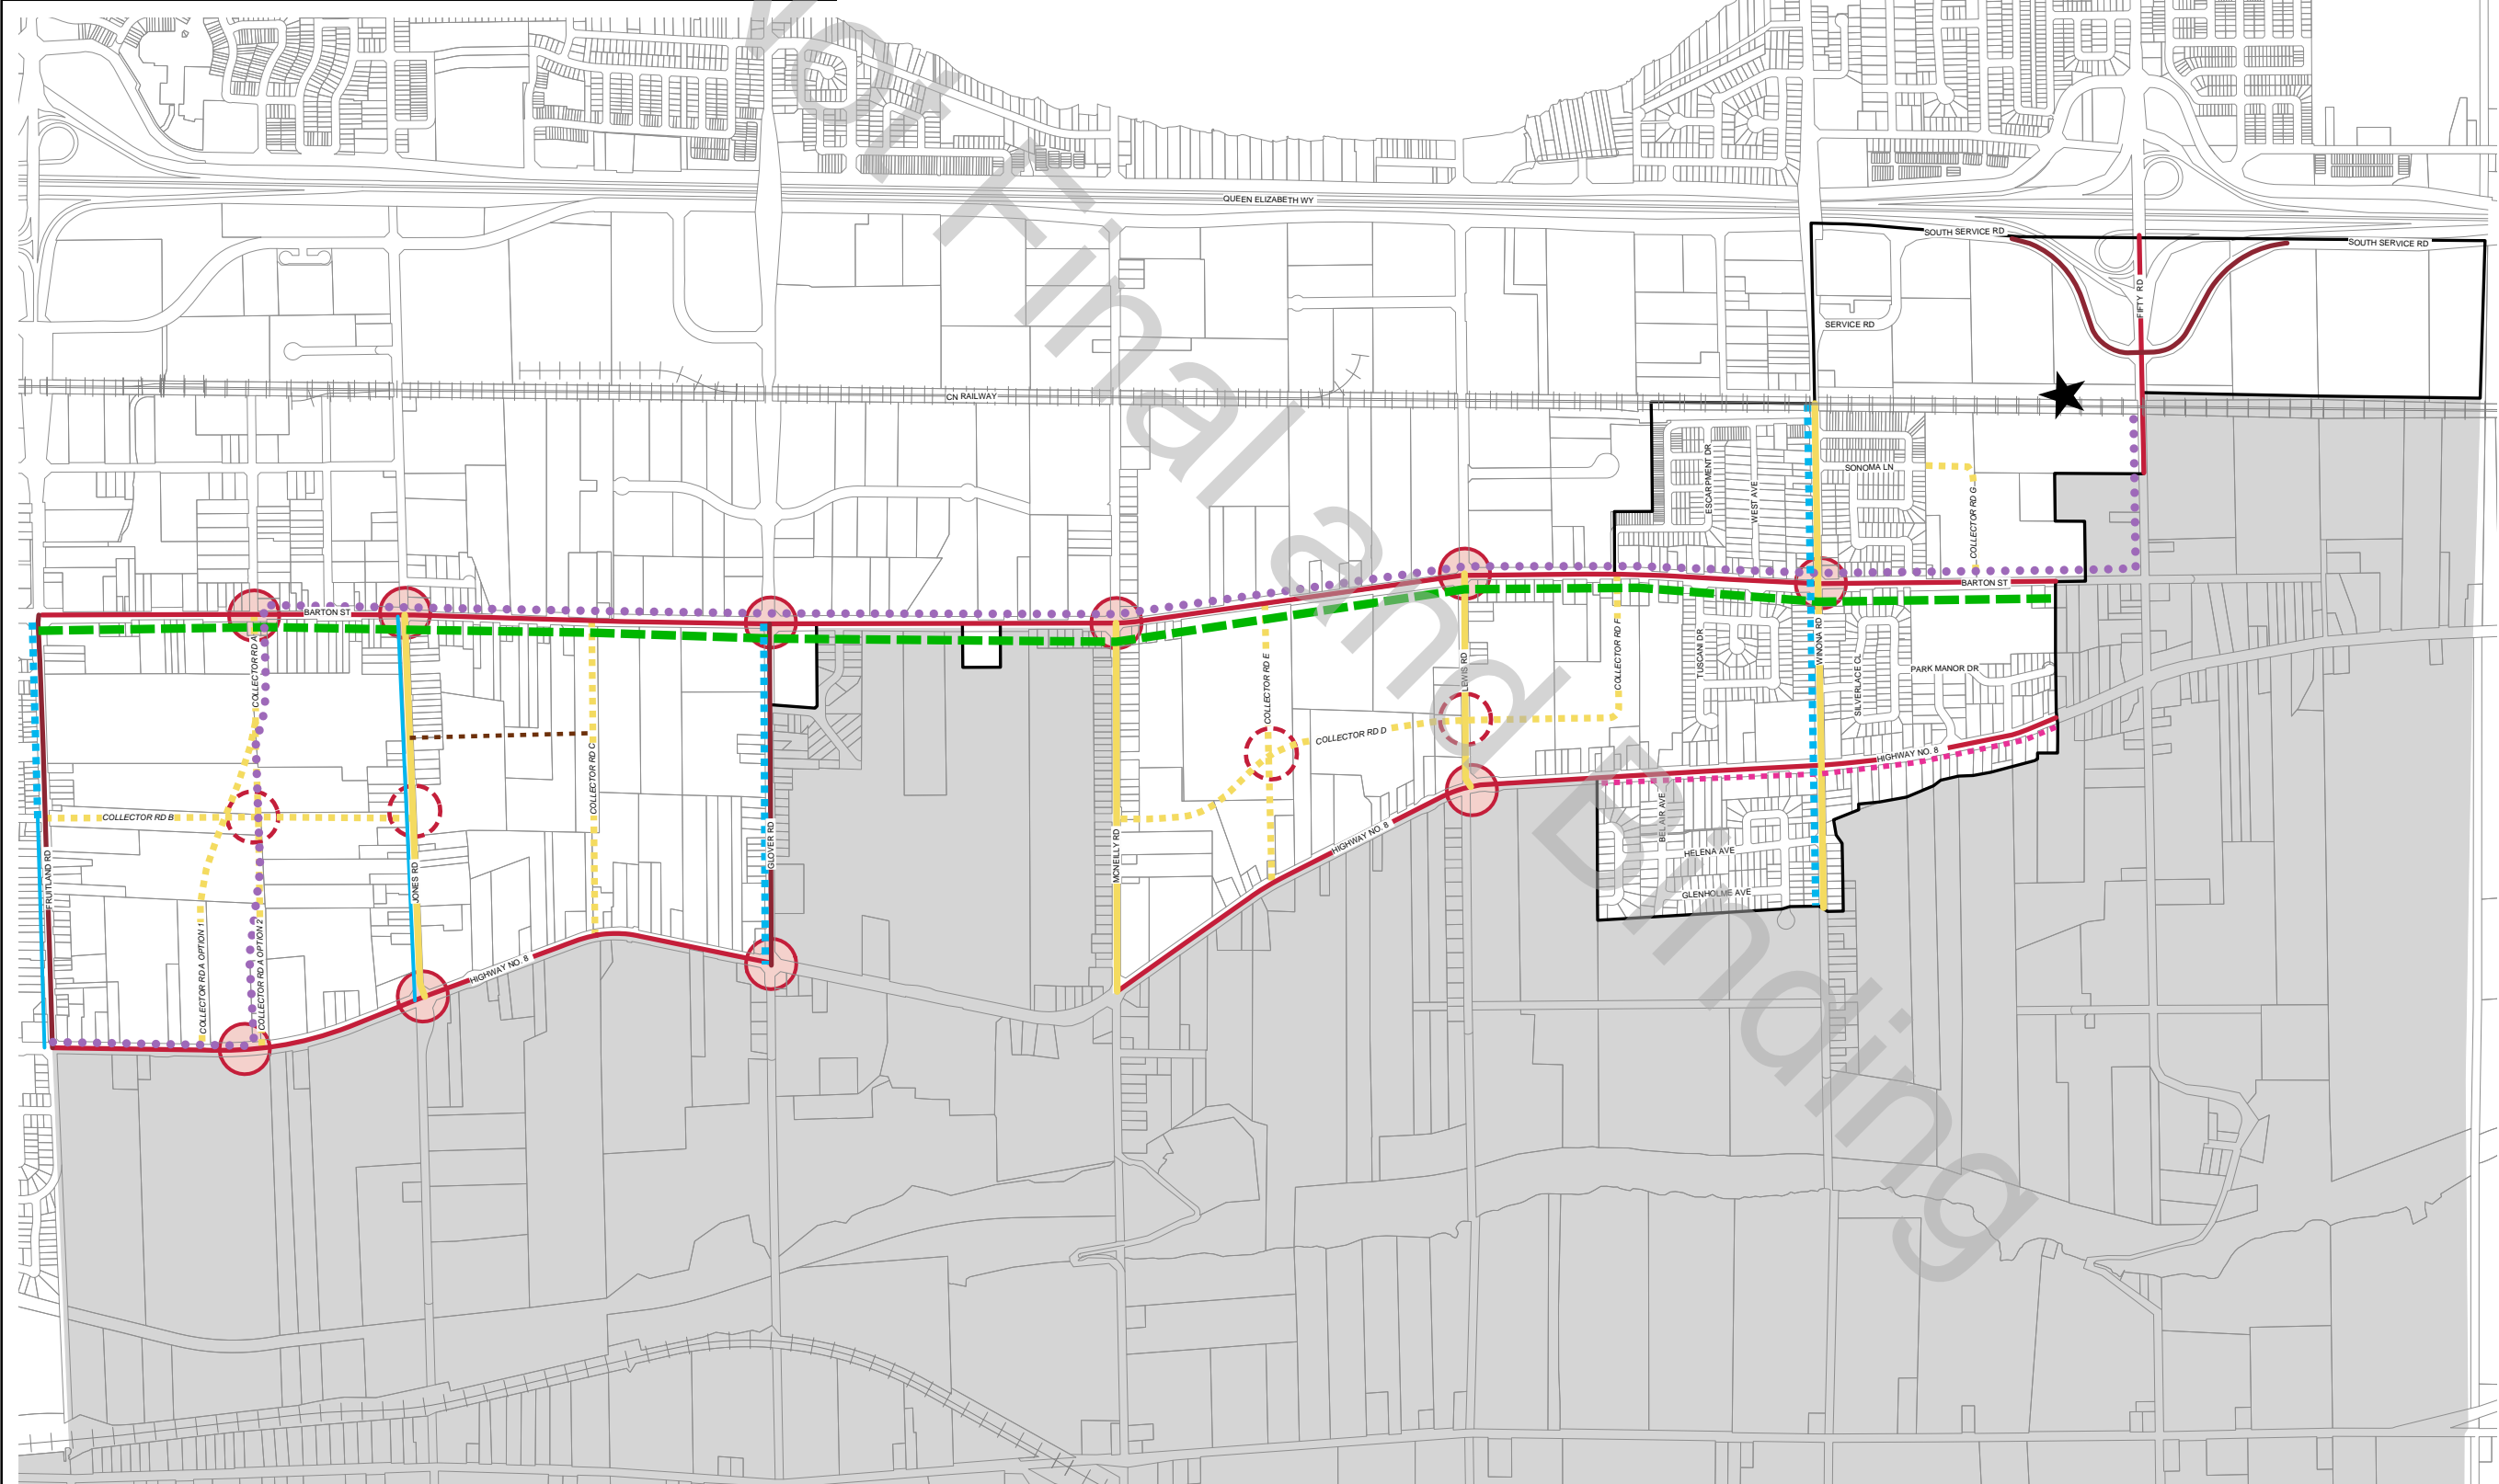 QUEEN ELIZABETH WY
SOUTH SERVICE RD
SOUTH SERVICE RD
FIFTY RD
SERVICE RD
CN RAILWAY
ESCARPMENT DR
WEST AVE
SONOMA LN
COLLECTOR RD G
BARTON ST
BARTON ST
COLLECTOR RD A
COLLECTOR RD E
LEWIS RD
COLLECTOR RD F
TUSCANI DR
WINONA RD
SILVERLACE CL
PARK MANOR DR
COLLECTOR RD C
COLLECTOR RD D
HIGHWAY NO. 8
COLLECTOR RD B
FRUITLAND RD
JONES RD
GLOVER RD
MCNEILLY RD
HIGHWAY NO. 8
BEL AIR AVE
HELENA AVE
GLENHOLME AVE
COLLECTOR RD A OPTION 1
COLLECTOR RD A OPTION 2
HIGHWAY NO. 8
Final and Binding